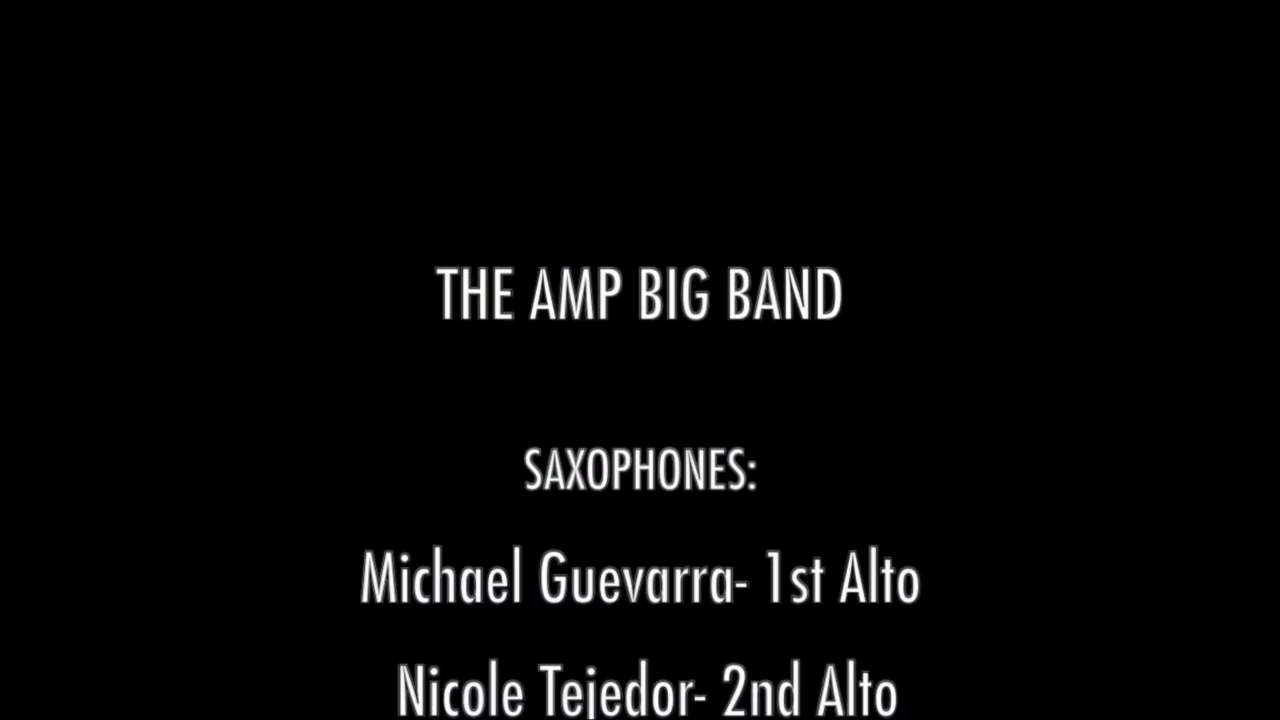 THE AMP BIG BAND
SAXOPHONES:
Michael Guevarra- 1st Alto
Nicole Tejedor- 2nd Alto